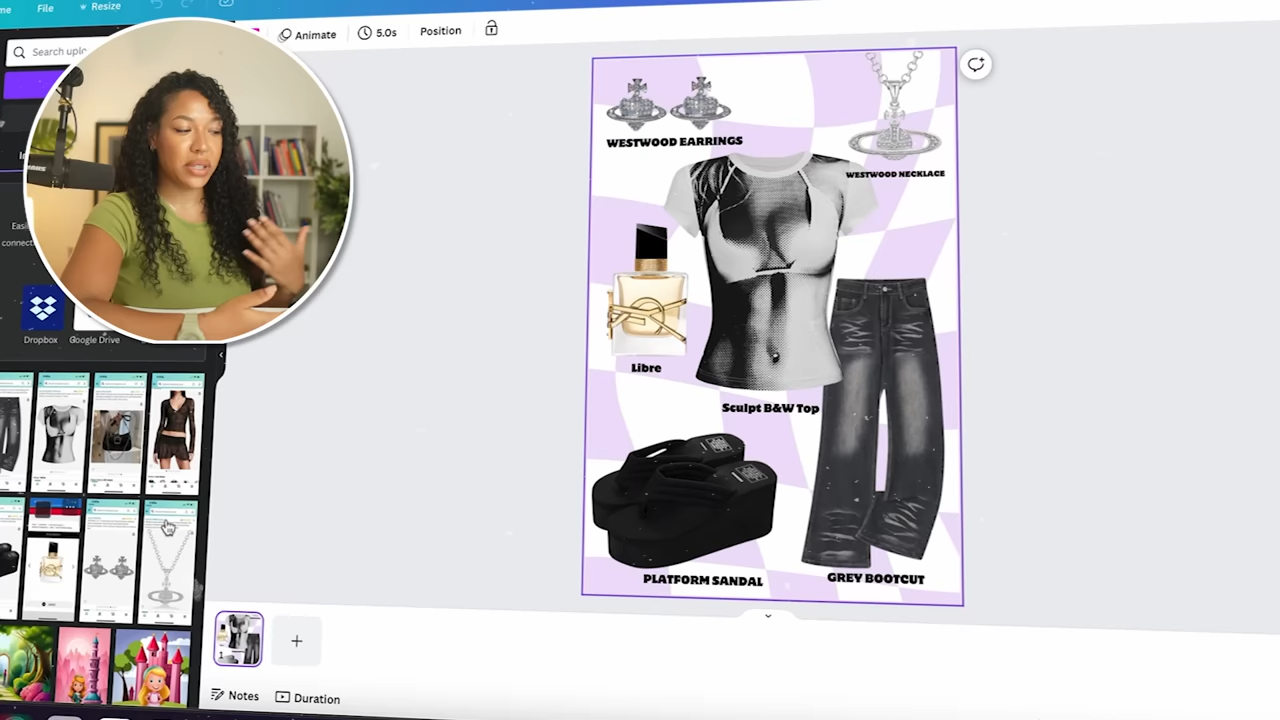 File
Resize
Animate
5.0s
Position
Search uplo
WESTWOOD EARRINGS
WESTWOOD NECKLACE
Libre
Sculpt B&W Top
PLATFORM SANDAL
GREY BOOTCUT
Dropbox
Google Drive
Notes
Duration